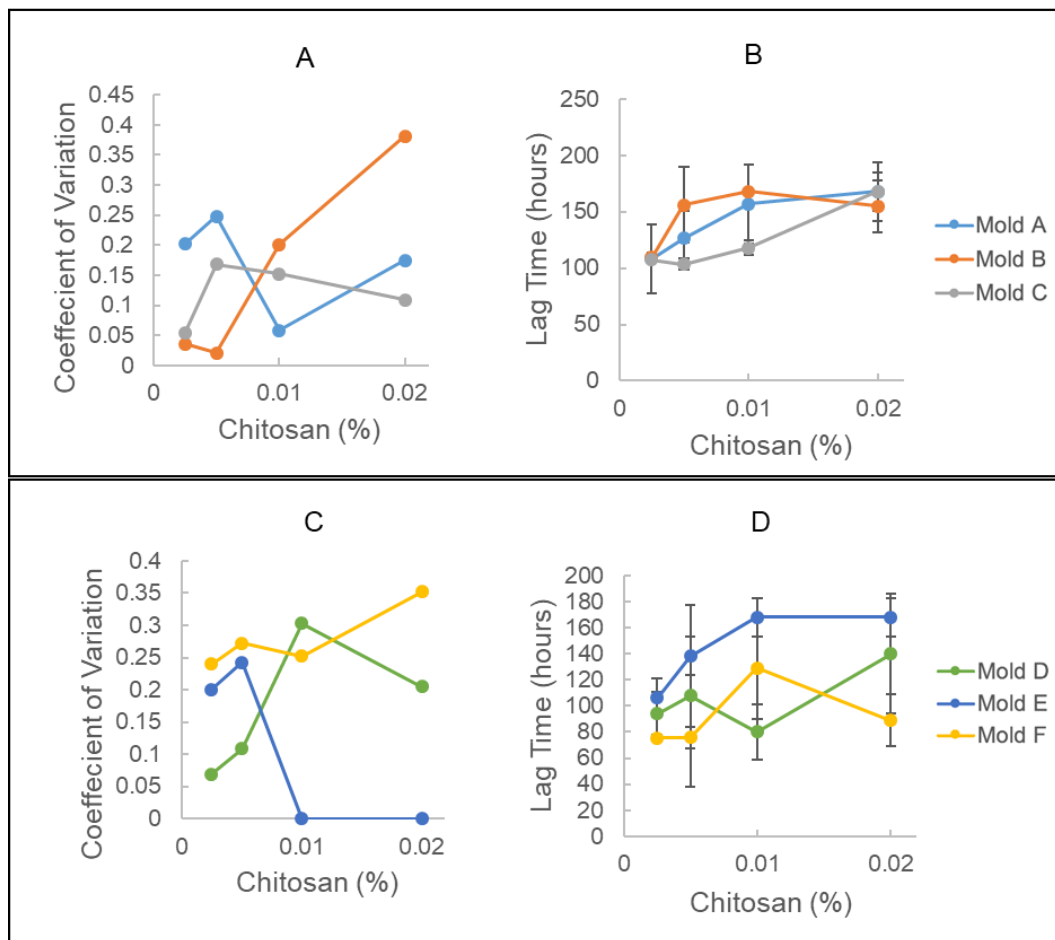 A
Coeffecient of Variation
0.45
0.4
0.35
0.3
0.25
0.2
0.15
0.1
0.05
0
0
0.01
0.02
Chitosan (%)
B
Lag Time (hours)
250
200
150
100
50
0
0
0.01
0.02
Chitosan (%)
Mold A
Mold B
Mold C
C
Coeffecient of Variation
0.4
0.35
0.3
0.25
0.2
0.15
0.1
0.05
0
0
0.01
0.02
Chitosan (%)
D
Lag Time (hours)
200
180
160
140
120
100
80
60
40
20
0
0
0.01
0.02
Chitosan (%)
Mold D
Mold E
Mold F